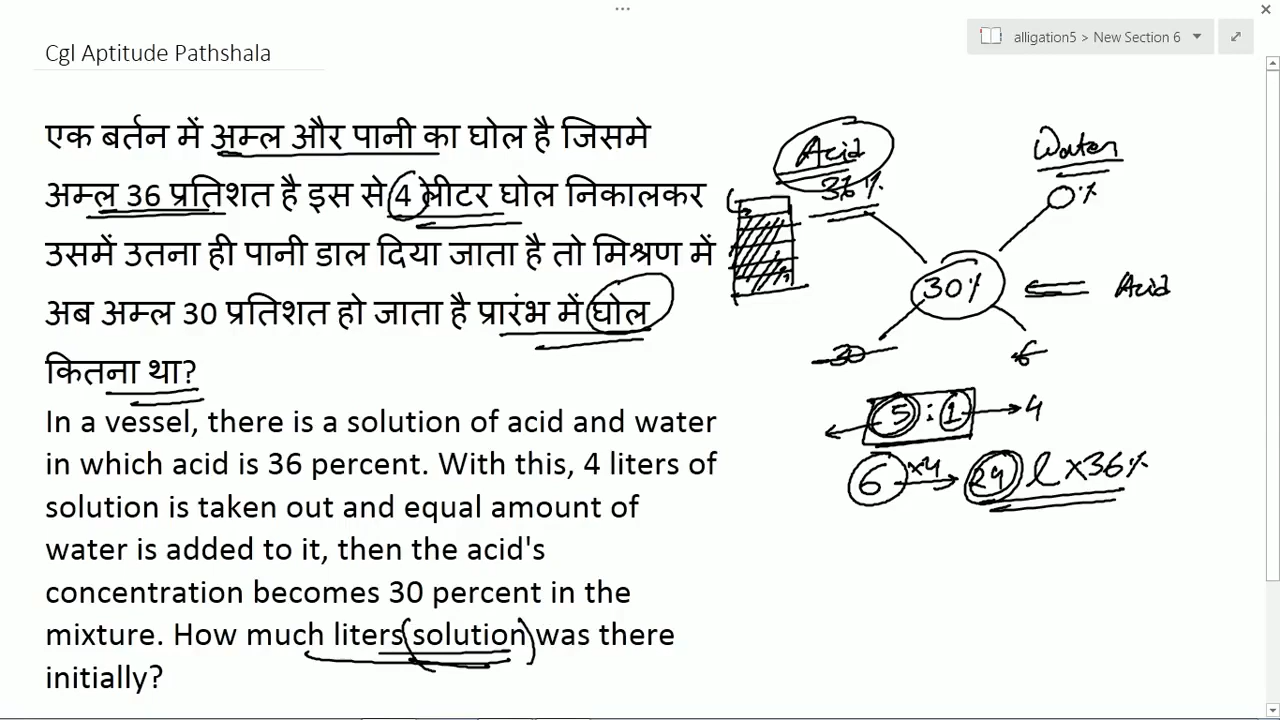 ...
Cgl Aptitude Pathshala
alligation5 > New Section 6
एक बर्तन में अम्ल और पानी का घोल है जिसमे
अम्ल 36 प्रतिशत है इस से 4 लीटर घोल निकालकर
उसमें उतना ही पानी डाल दिया जाता है तो मिश्रण में
अब अम्ल 30 प्रतिशत हो जाता है प्रारंभ में घोल
कितना था?
In a vessel, there is a solution of acid and water
in which acid is 36 percent. With this, 4 liters of
solution is taken out and equal amount of
water is added to it, then the acid's
concentration becomes 30 percent in the
mixture. How much liters (solution) was there
initially?
Acid Water
36% 0%
30% Acid
30 6
5 : 1 → 4
6 ×4 → 24 l ×36%